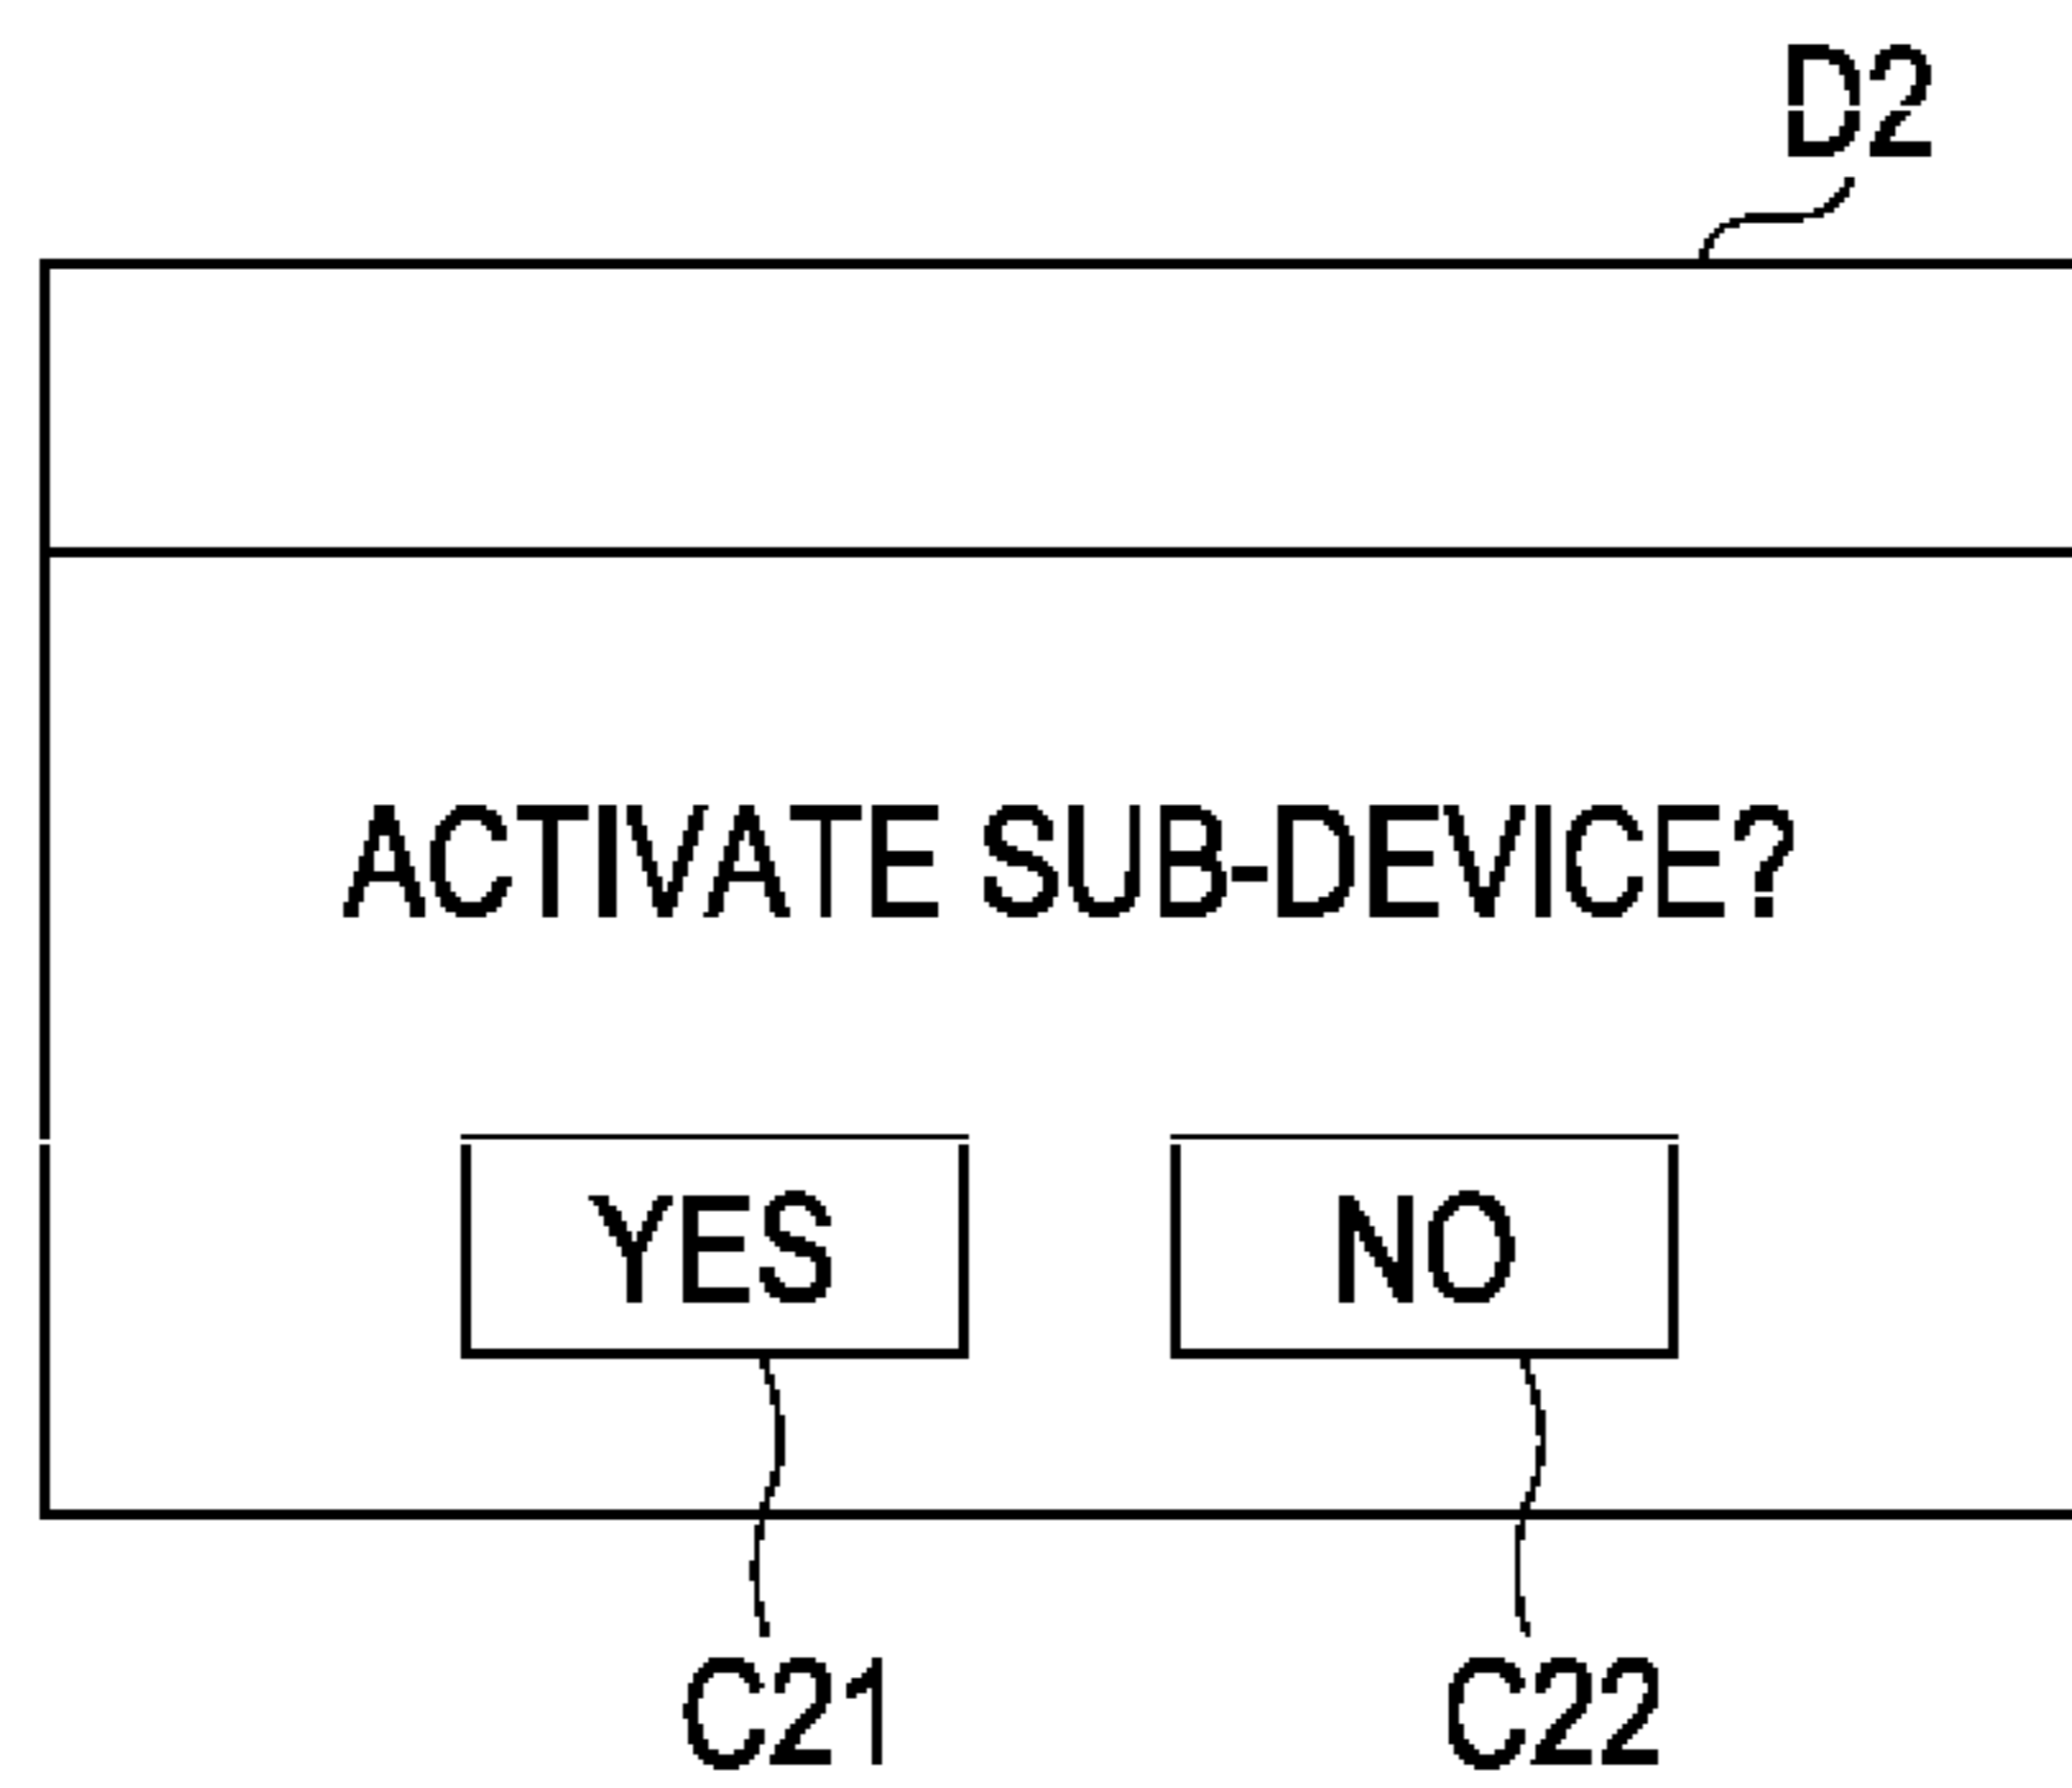 D2
ACTIVATE SUB-DEVICE?
YES NO
C21 C22